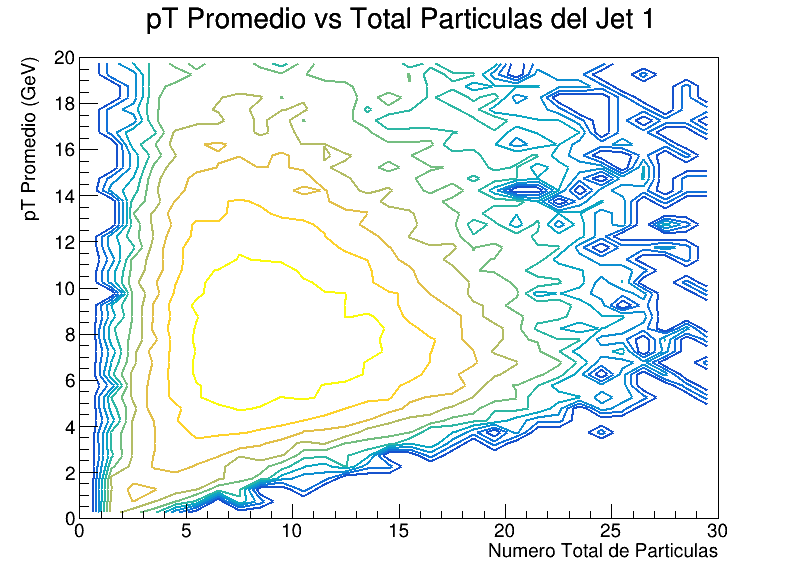 pT Promedio vs Total Particulas del Jet 1
pT Promedio (GeV)
20
18
16
14
12
10
8
6
4
2
0
0 5 10 15 20 25 30
Numero Total de Particulas